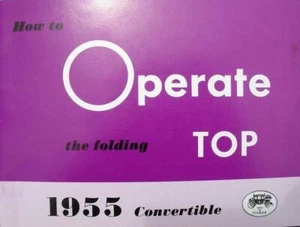 How to
Operate
the folding
TOP
1955 Convertible